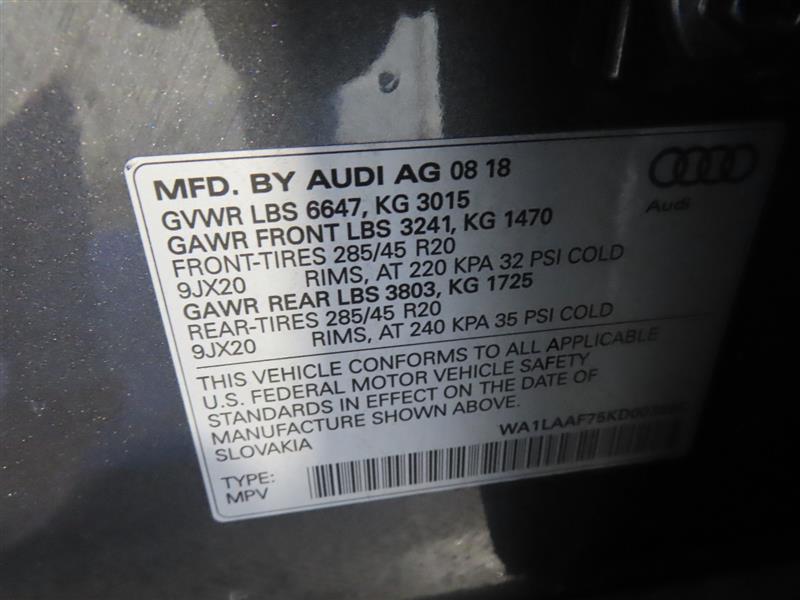 MFD. BY AUDI AG 08 18
GVWR LBS 6647, KG 3015
GAWR FRONT LBS 3241, KG 1470
FRONT-TIRES 285/45 R20
9JX20 RIMS, AT 220 KPA 32 PSI COLD
GAWR REAR LBS 3803, KG 1725
REAR-TIRES 285/45 R20
9JX20 RIMS, AT 240 KPA 35 PSI COLD
THIS VEHICLE CONFORMS TO ALL APPLICABLE
U.S. FEDERAL MOTOR VEHICLE SAFETY
STANDARDS IN EFFECT ON THE DATE OF
MANUFACTURE SHOWN ABOVE.
SLOVAKIA
TYPE:
MPV
Audi